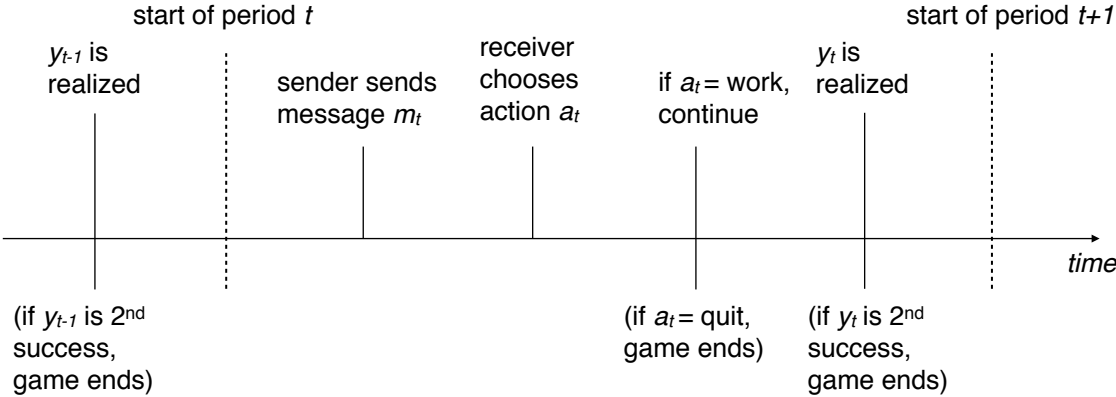 start of period t
start of period t+1
yt-1 is
realized
sender sends
message mt
receiver
chooses
action at
if at = work,
continue
yt is
realized
time
(if yt-1 is 2nd
success,
game ends)
(if at = quit,
game ends)
(if yt is 2nd
success,
game ends)